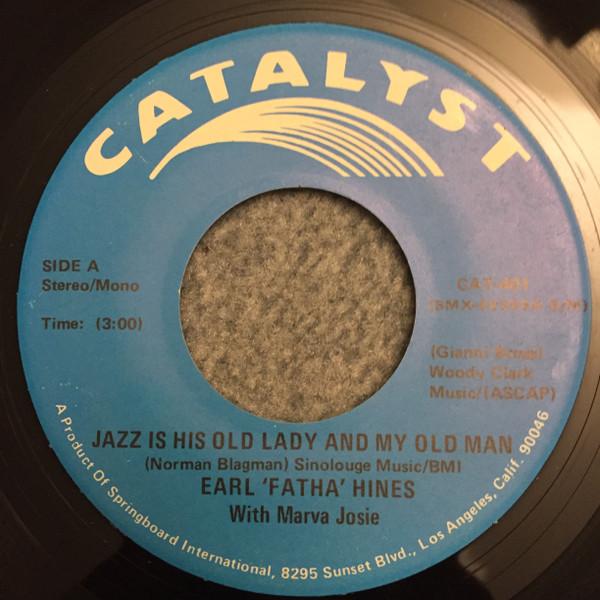 CATALYST
SIDE A
Stereo/Mono
Time: (3:00)
Woody Clark
Music/(ASCAP)
JAZZ IS HIS OLD LADY AND MY OLD MAN
(Norman Blagman) Sinolouge Music/BMI
EARL 'FATHA' HINES
With Marva Josie
A Product Of Springboard International, 8295 Sunset Blvd., Los Angeles, Calif. 90046